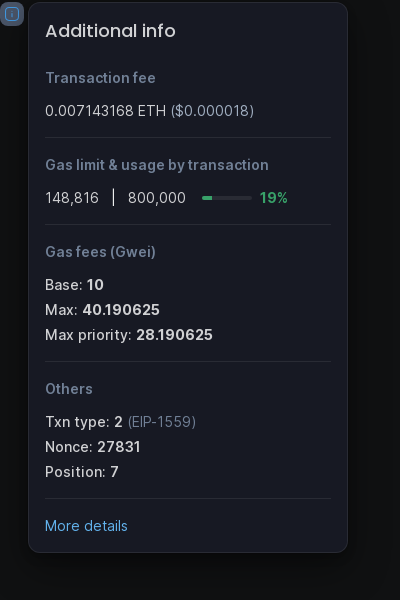 Additional info
Transaction fee
0.007143168 ETH ($0.000018)
Gas limit & usage by transaction
148,816 | 800,000 19%
Gas fees (Gwei)
Base: 10
Max: 40.190625
Max priority: 28.190625
Others
Txn type: 2 (EIP-1559)
Nonce: 27831
Position: 7
More details